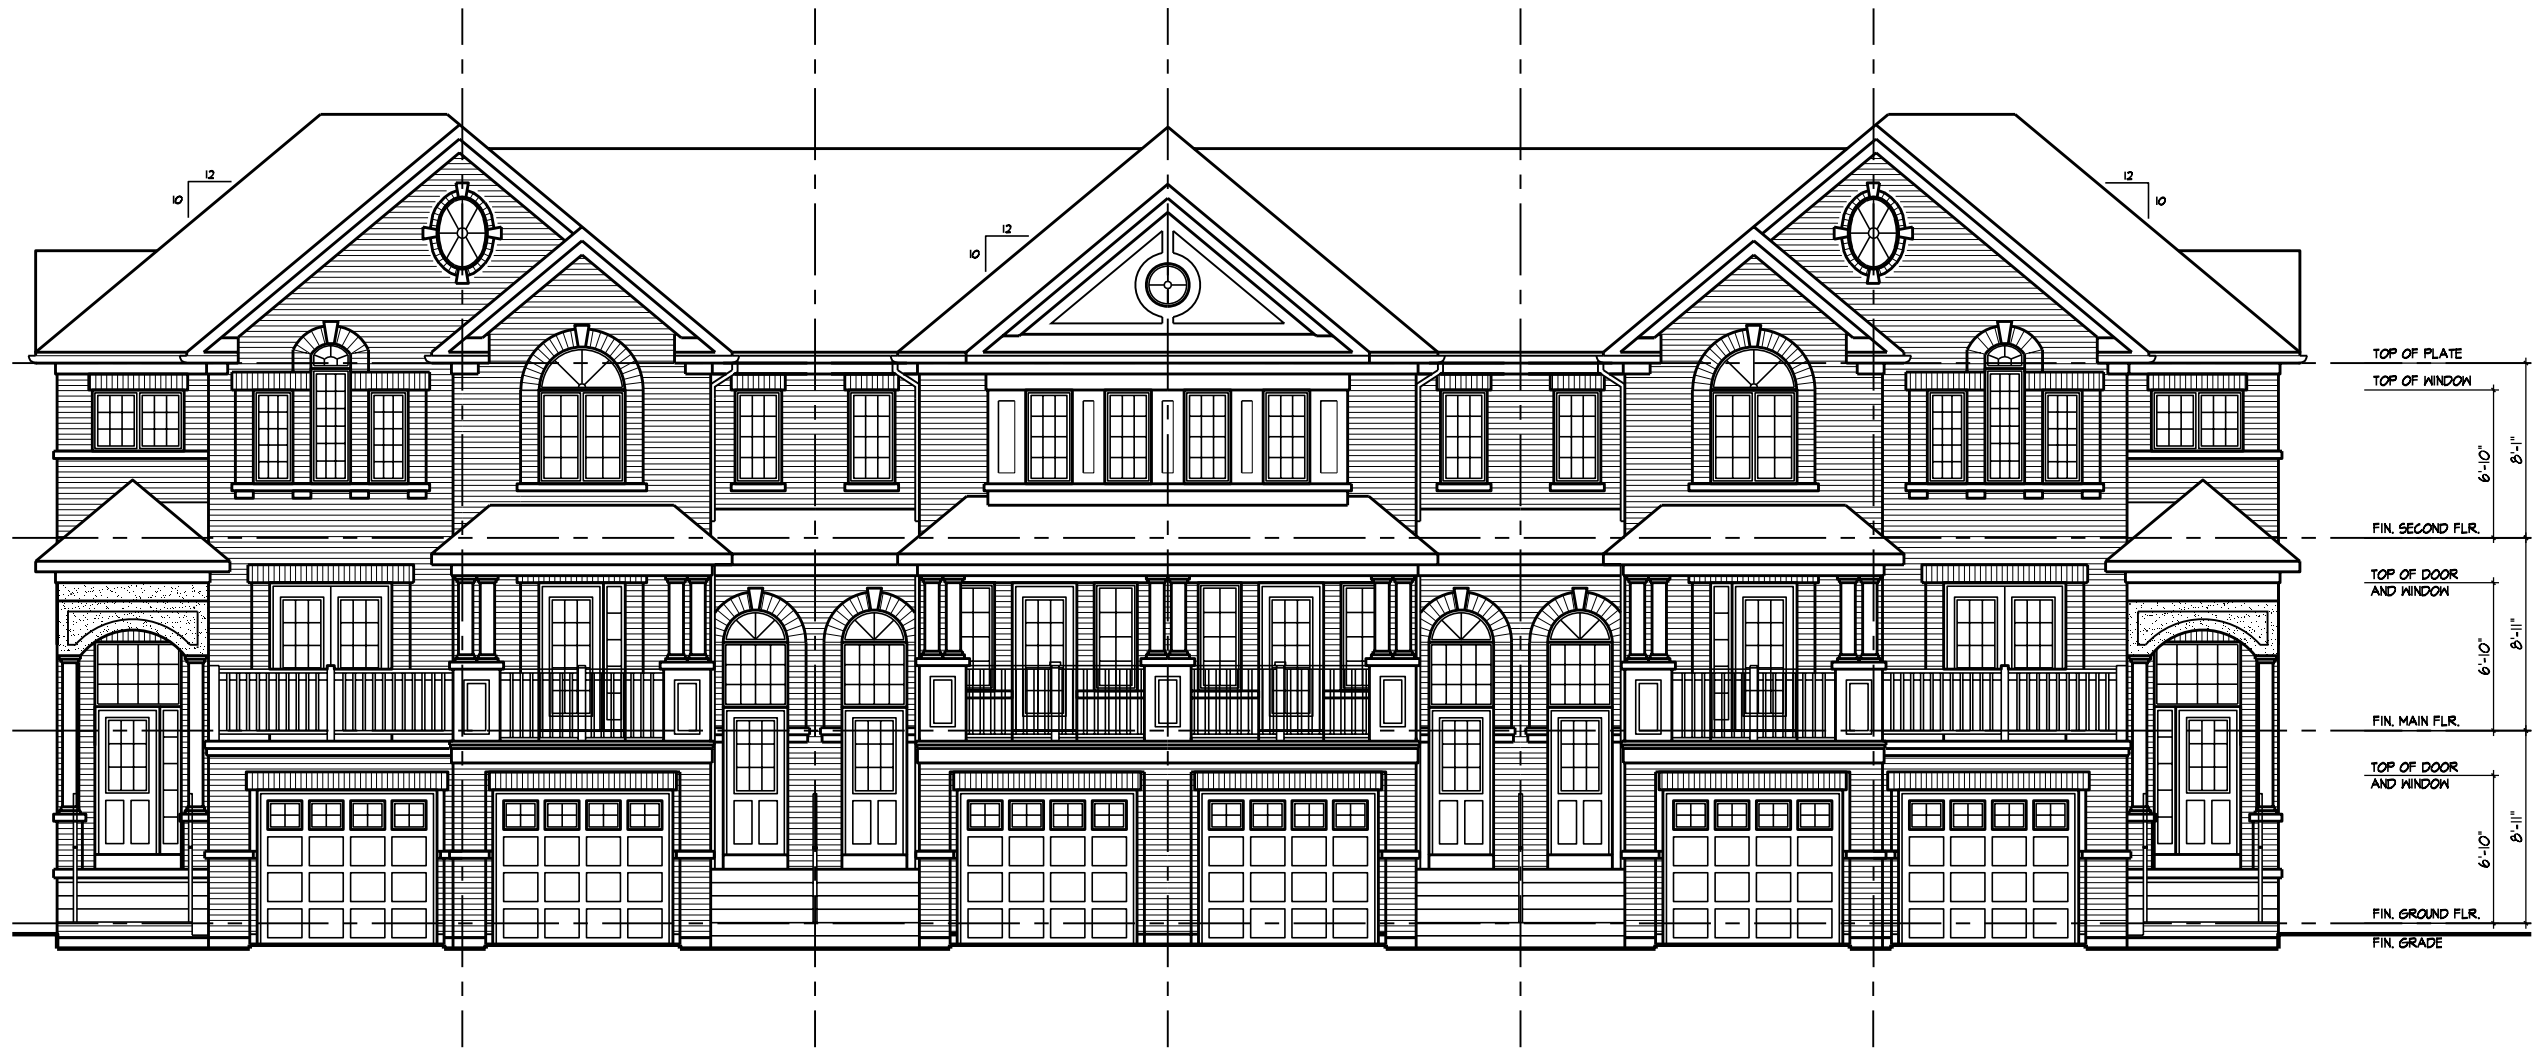 12
10
12
10
12
10
TOP OF PLATE
TOP OF WINDOW
6'-10"
8'-1"
FIN. SECOND FLR.
TOP OF DOOR
AND WINDOW
6'-10"
8'-11"
FIN. MAIN FLR.
TOP OF DOOR
AND WINDOW
6'-10"
8'-11"
FIN. GROUND FLR.
FIN. GRADE